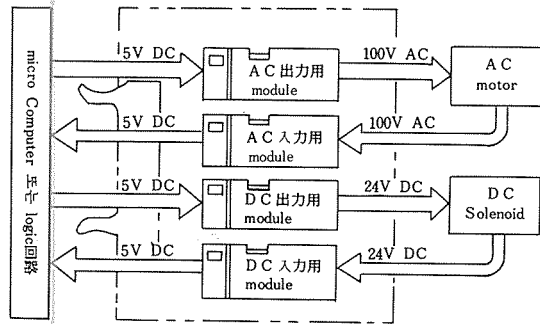 micro Computer 또는 logic回路
5V DC
AC出力用
module
100V AC
AC
motor
5V DC
AC入力用
module
100V AC
5V DC
DC出力用
module
24V DC
DC
Solenoid
5V DC
DC入力用
module
24V DC